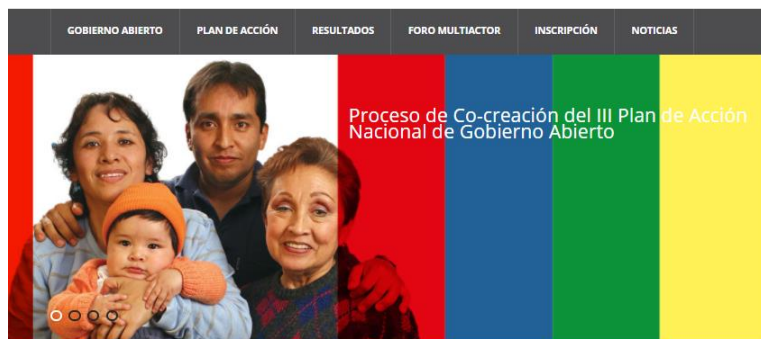 GOBIERNO ABIERTO PLAN DE ACCIÓN RESULTADOS FORO MULTIACTOR INSCRIPCIÓN NOTICIAS
Proceso de Co-creación del III Plan de Acción
Nacional de Gobierno Abierto